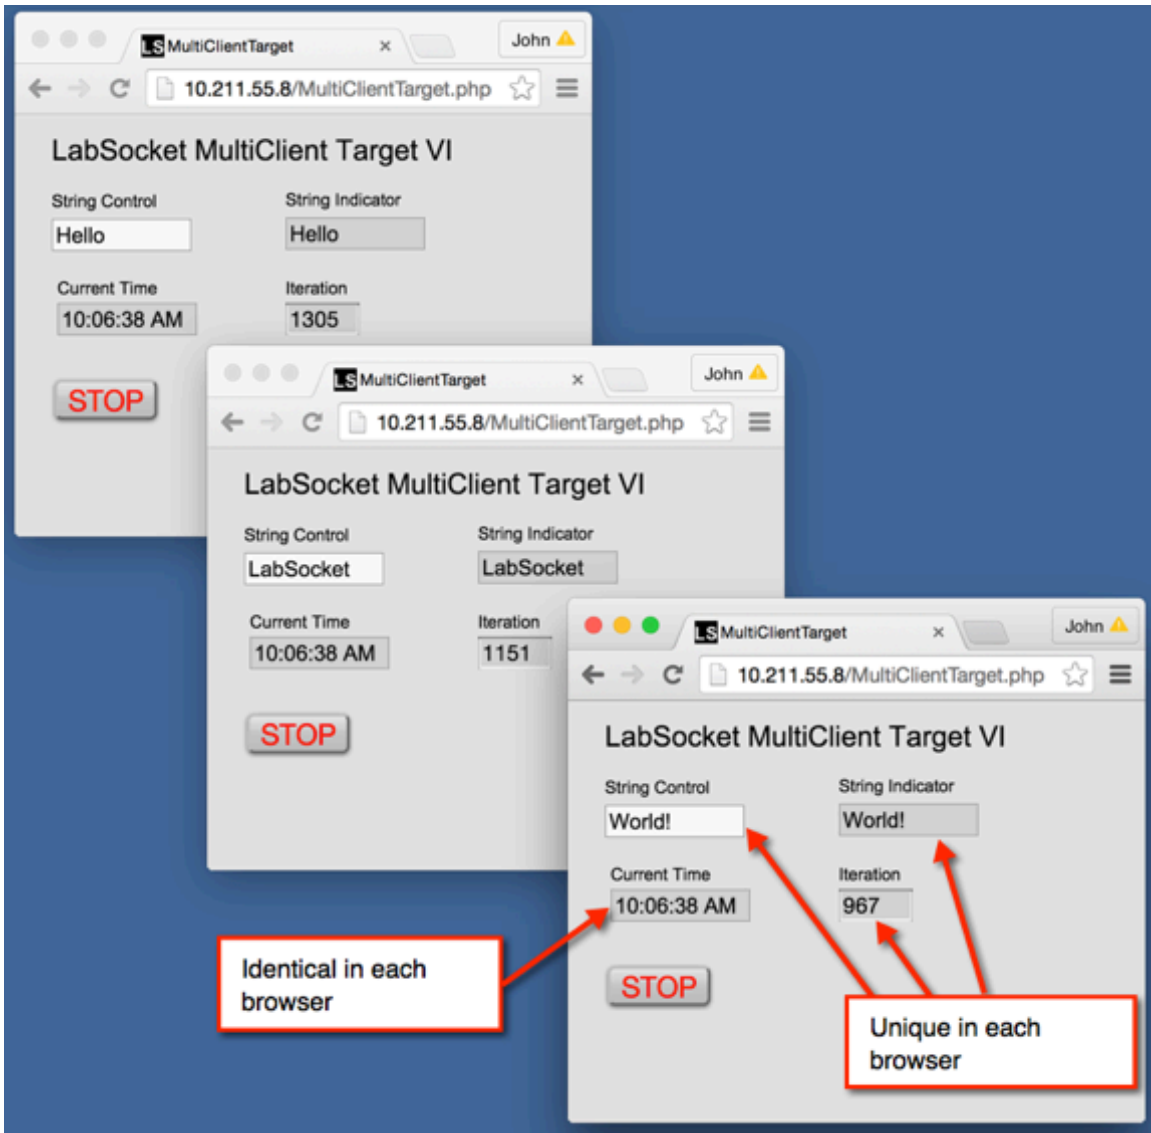 LS MultiClientTarget × John
10.211.55.8/MultiClientTarget.php
LabSocket MultiClient Target VI
String Control String Indicator
Hello Hello
Current Time Iteration
10:06:38 AM 1305
STOP
LS MultiClientTarget × John
10.211.55.8/MultiClientTarget.php
LabSocket MultiClient Target VI
String Control String Indicator
LabSocket LabSocket
Current Time Iteration
10:06:38 AM 1151
STOP
LS MultiClientTarget × John
10.211.55.8/MultiClientTarget.php
LabSocket MultiClient Target VI
String Control String Indicator
World! World!
Current Time Iteration
10:06:38 AM 967
STOP
Identical in each
browser
Unique in each
browser